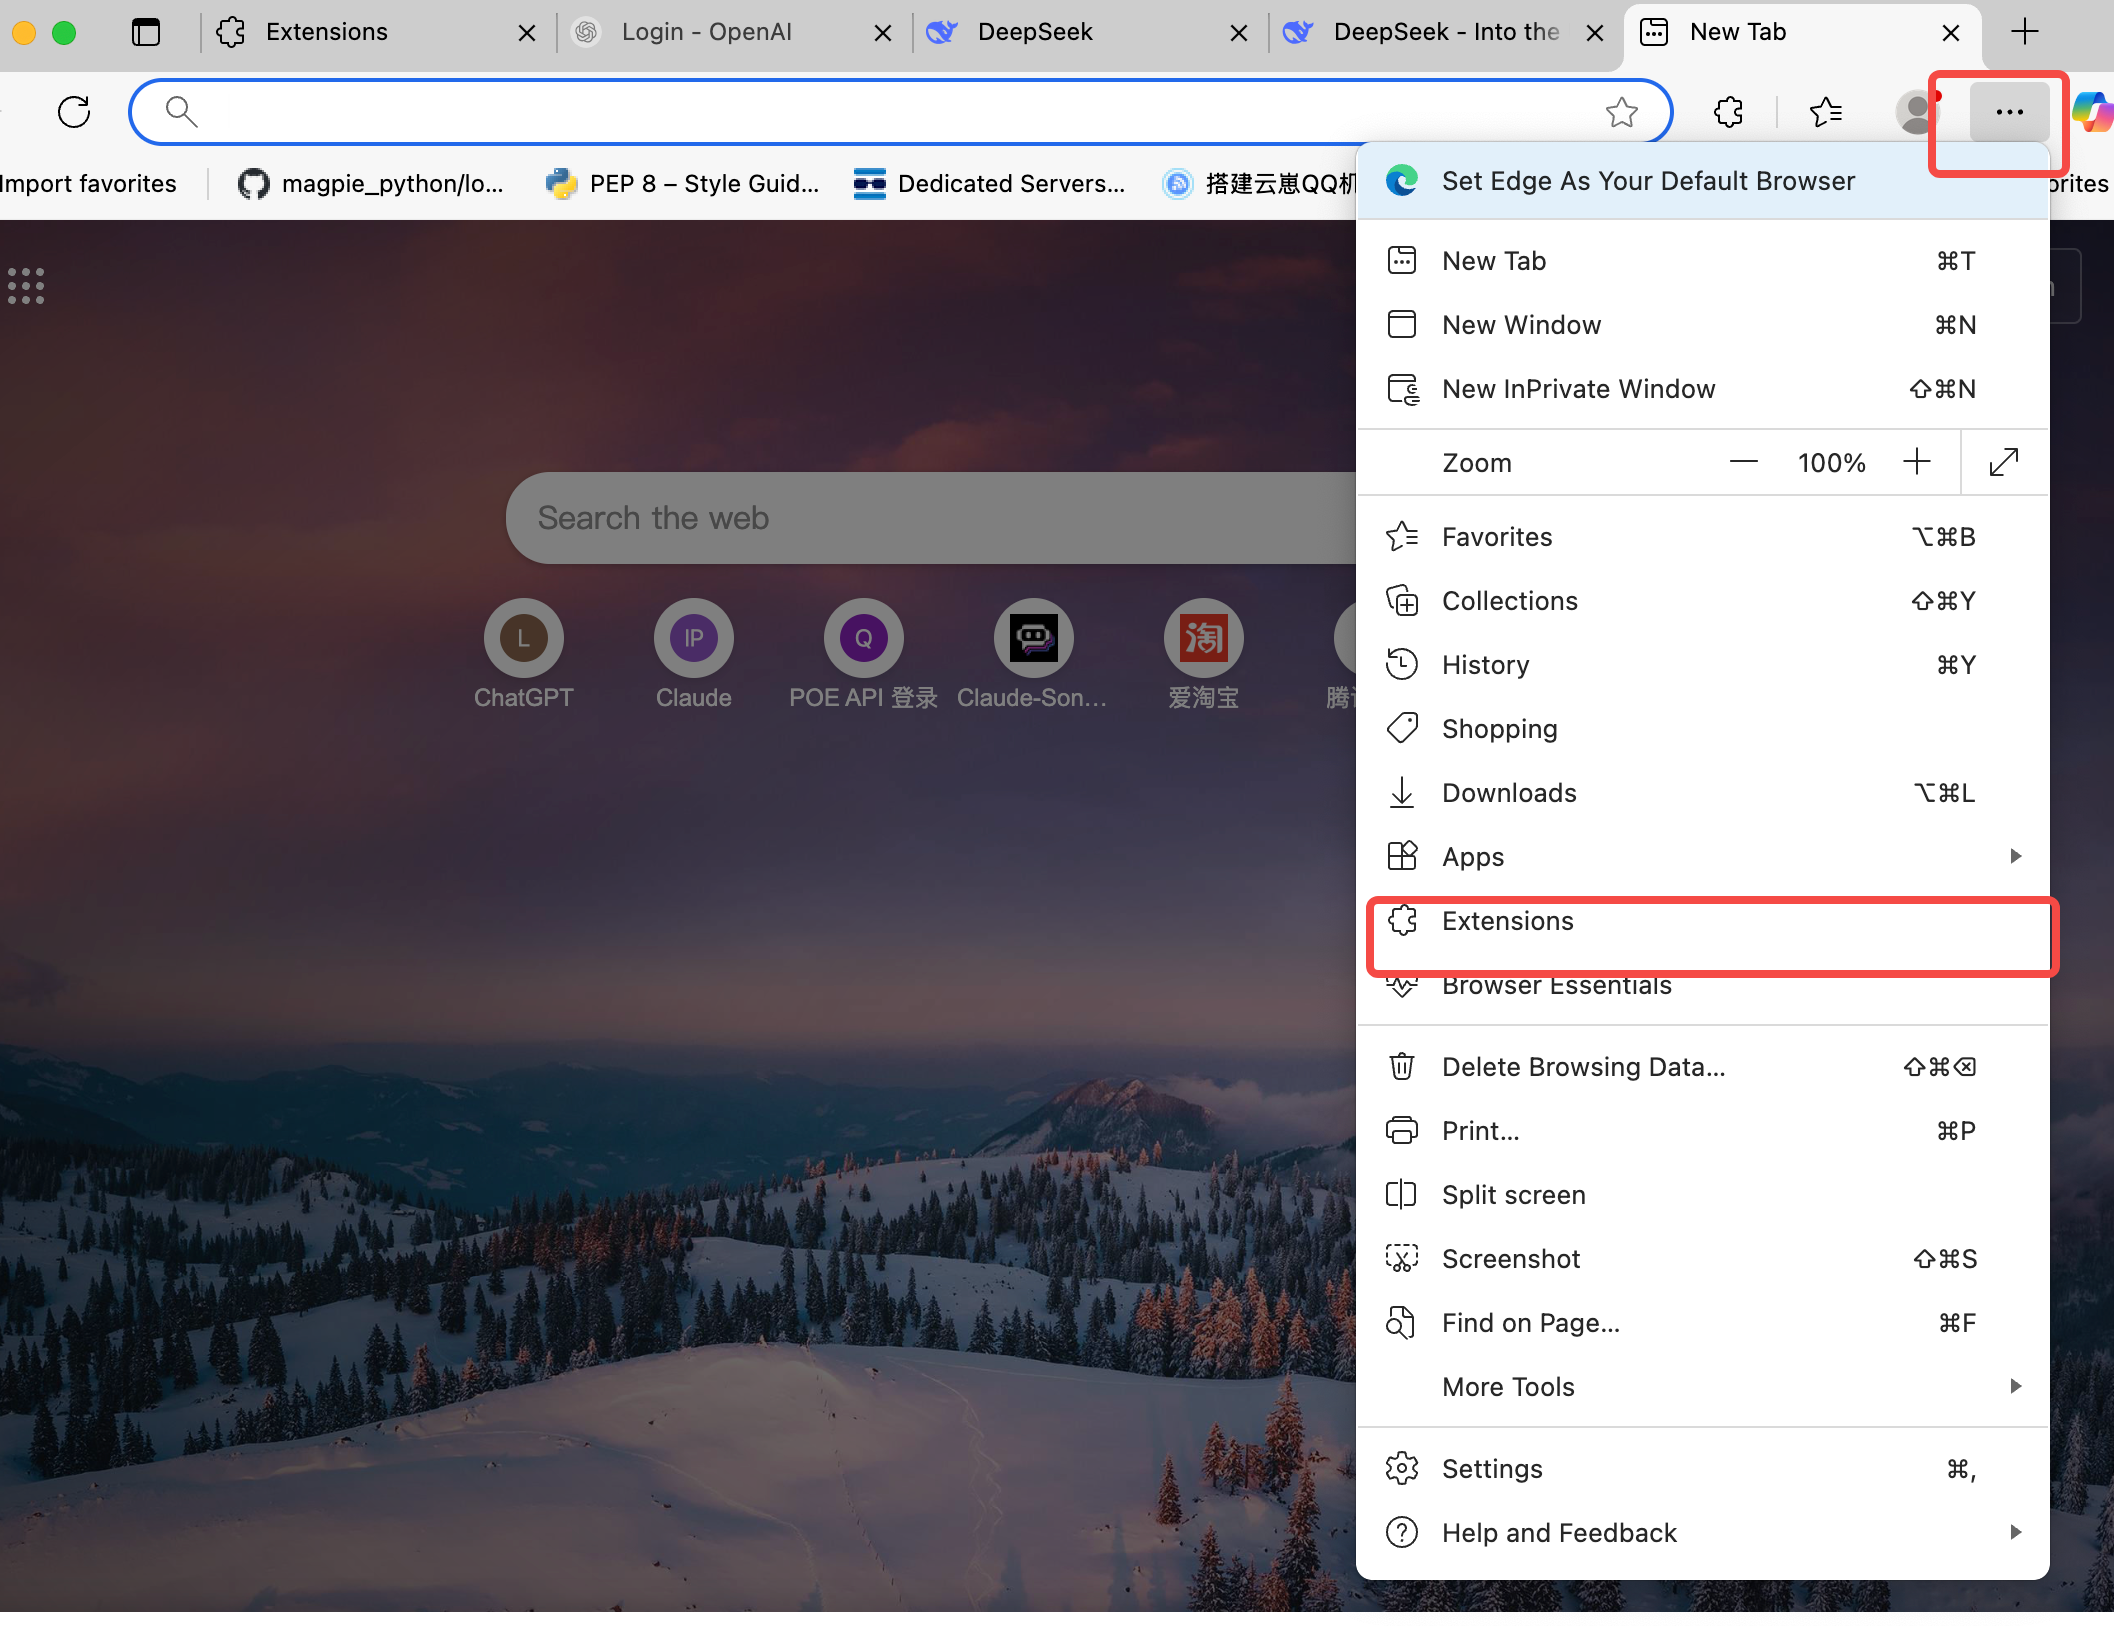 Extensions
Login - OpenAI
DeepSeek
DeepSeek - Into the
New Tab
Import favorites
magpie_python/lo...
PEP 8 – Style Guid...
Dedicated Servers...
搭建云崽QQ机
orites
Set Edge As Your Default Browser
New Tab ⌘T
New Window ⌘N
New InPrivate Window ⇧⌘N
Zoom — 100% +
Search the web
Favorites ⌥⌘B
Collections ⇧⌘Y
L
IP
Q
淘
History ⌘Y
ChatGPT
Claude
POE API 登录
Claude-Son...
爱淘宝
腾
Shopping
Downloads ⌥⌘L
Apps
Extensions
Browser Essentials
Delete Browsing Data... ⇧⌘⌫
Print... ⌘P
Split screen
Screenshot ⇧⌘S
Find on Page... ⌘F
More Tools
Settings ⌘,
Help and Feedback